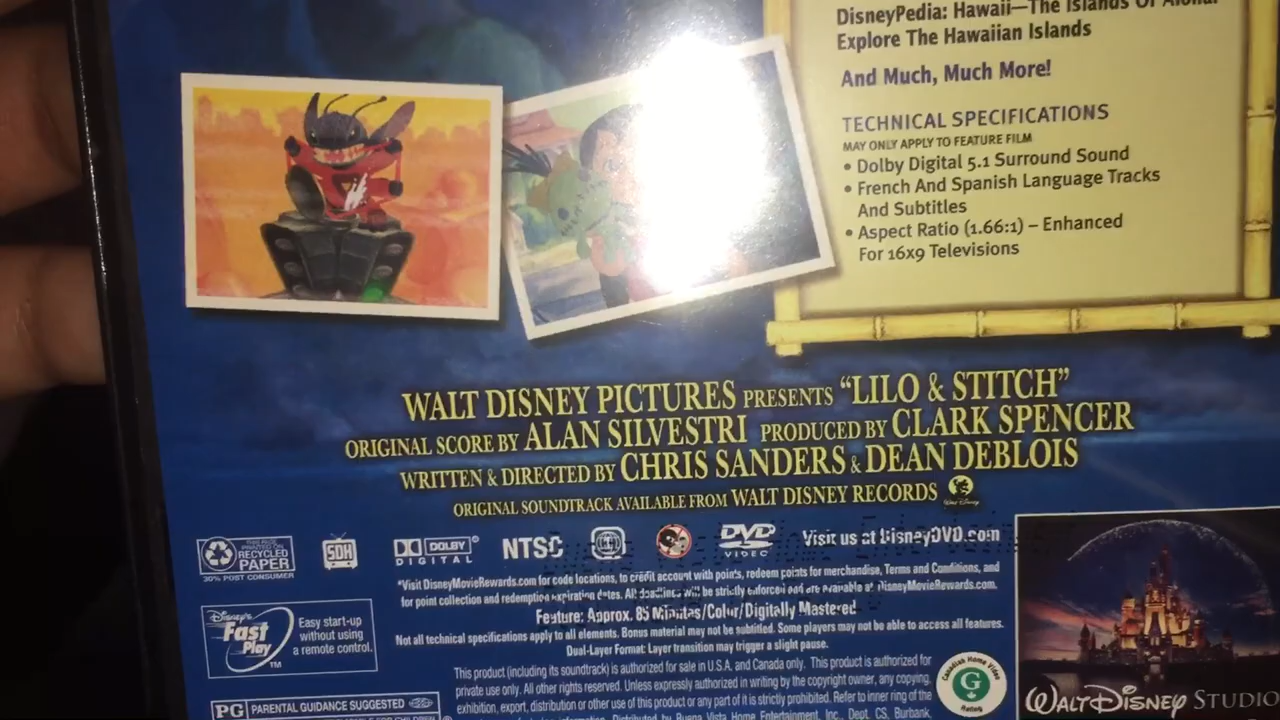 DisneyPedia: Hawaii—The Islands Of Aloha:
Explore The Hawaiian Islands
And Much, Much More!
TECHNICAL SPECIFICATIONS
MAY ONLY APPLY TO FEATURE FILM
• Dolby Digital 5.1 Surround Sound
• French And Spanish Language Tracks
And Subtitles
• Aspect Ratio (1.66:1) – Enhanced
For 16x9 Televisions
WALT DISNEY PICTURES PRESENTS “LILO & STITCH”
ORIGINAL SCORE BY ALAN SILVESTRI PRODUCED BY CLARK SPENCER
WRITTEN & DIRECTED BY CHRIS SANDERS & DEAN DEBLOIS
ORIGINAL SOUNDTRACK AVAILABLE FROM WALT DISNEY RECORDS
RECYCLED
PAPER
30% POST CONSUMER
SDH
DOLBY
DIGITAL
NTSC
DVD
VIDEO
Visit us at DisneyDVD.com
*Visit DisneyMovieRewards.com for code locations, to credit account with points, redeem points for merchandise, Terms and Conditions, and
for point collection and redemption expiration dates. All deadlines will be strictly enforced and are available at DisneyMovieRewards.com.
Feature: Approx. 85 Minutes/Color/Digitally Mastered
Not all technical specifications apply to all elements. Bonus material may not be subtitled. Some players may not be able to access all features.
Dual-Layer Format: Layer transition may trigger a slight pause.
Disney's
Fast
Play
TM
Easy start-up
without using
a remote control.
This product (including its soundtrack) is authorized for sale in U.S.A. and Canada only. This product is authorized for
private use only. All other rights reserved. Unless expressly authorized in writing by the copyright owner, any copying,
exhibition, export, distribution or other use of this product or any part of it is strictly prohibited. Refer to inner ring of the
Distributed by Buena Vista Home Entertainment, Inc., Dept. CS, Burbank,
Canadian Home Video
G
Rating
PG PARENTAL GUIDANCE SUGGESTED
WALT DISNEY STUDIO